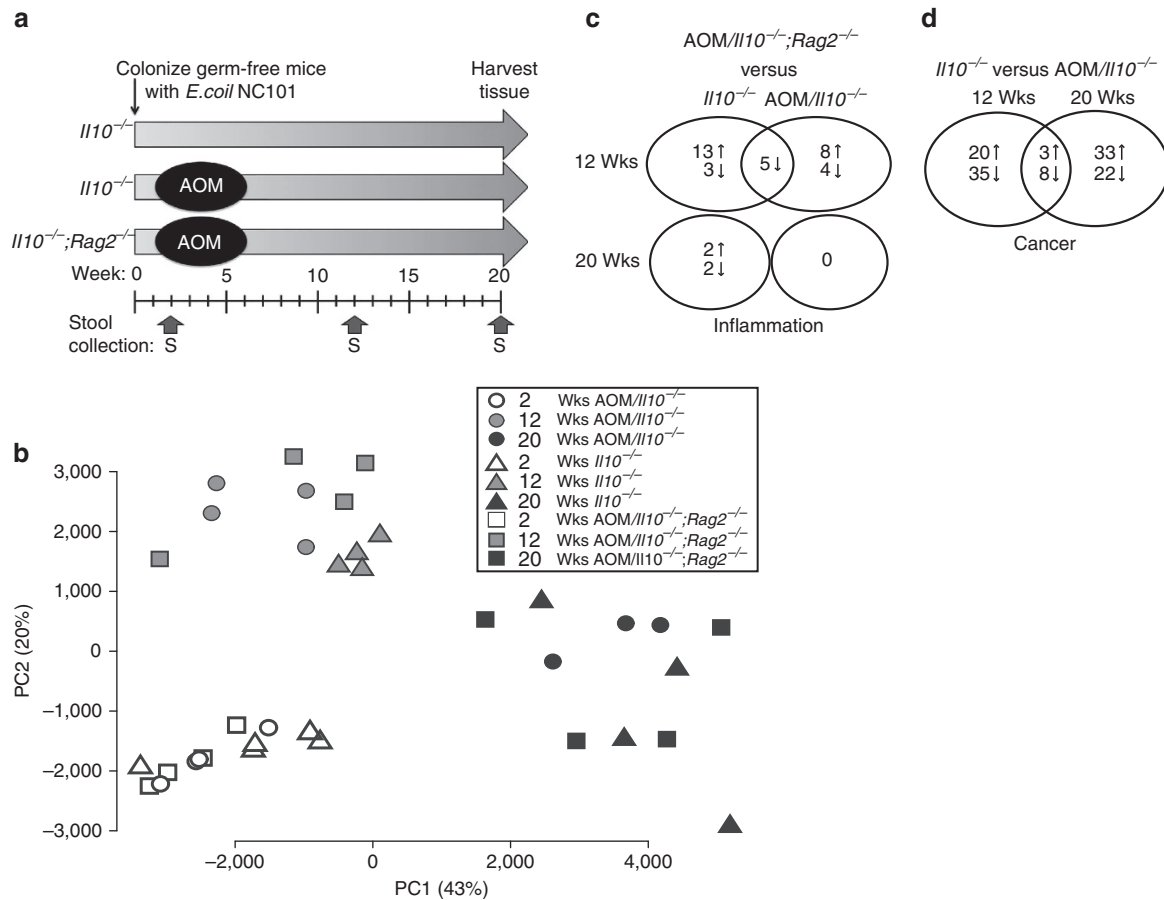 a
Colonize germ-free mice
with E.coil NC101
Harvest
tissue
Il10−/−
Il10−/−
AOM
Il10−/−;Rag2−/−
AOM
Week: 0 5 10 15 20
Stool
collection: S S S
c
AOM/Il10−/−;Rag2−/−
versus
Il10−/− AOM/Il10−/−
12 Wks
13↑ 5↓ 8↑
3↓ 4↓
20 Wks
2↑ 0
2↓
Inflammation
d
Il10−/− versus AOM/Il10−/−
12 Wks 20 Wks
20↑ 3↑ 33↑
35↓ 8↓ 22↓
Cancer
b
2 Wks AOM/Il10−/−
12 Wks AOM/Il10−/−
20 Wks AOM/Il10−/−
2 Wks Il10−/−
12 Wks Il10−/−
20 Wks Il10−/−
2 Wks AOM/Il10−/−;Rag2−/−
12 Wks AOM/Il10−/−;Rag2−/−
20 Wks AOM/Il10−/−;Rag2−/−
PC2 (20%)
3,000
2,000
1,000
0
−1,000
−2,000
−3,000
−2,000 0 2,000 4,000
PC1 (43%)